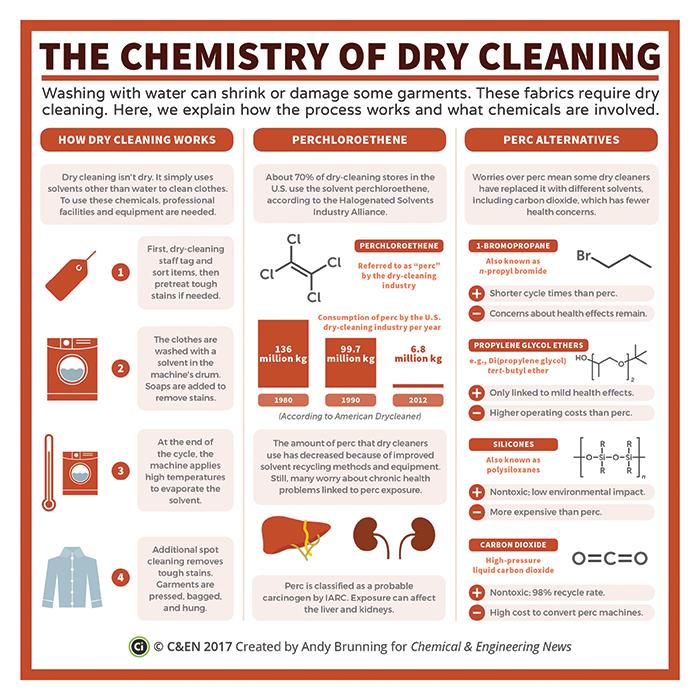 THE CHEMISTRY OF DRY CLEANING
Washing with water can shrink or damage some garments. These fabrics require dry
cleaning. Here, we explain how the process works and what chemicals are involved.
HOW DRY CLEANING WORKS
Dry cleaning isn't dry. It simply uses
solvents other than water to clean clothes.
To use these chemicals, professional
facilities and equipment are needed.
1
First, dry-cleaning
staff tag and
sort items, then
pretreat tough
stains if needed.
2
The clothes are
washed with a
solvent in the
machine's drum.
Soaps are added to
remove stains.
3
At the end of
the cycle, the
machine applies
high temperatures
to evaporate the
solvent.
4
Additional spot
cleaning removes
tough stains.
Garments are
pressed, bagged,
and hung.
PERCHLOROETHENE
About 70% of dry-cleaning stores in the
U.S. use the solvent perchloroethene,
according to the Halogenated Solvents
Industry Alliance.
Cl
Cl
Cl
Cl
PERCHLOROETHENE
Referred to as “perc”
by the dry-cleaning
industry
Consumption of perc by the U.S.
dry-cleaning industry per year
136
million kg
99.7
million kg
6.8
million kg
1980
1990
2012
(According to American Drycleaner)
The amount of perc that dry cleaners
use has decreased because of improved
solvent recycling methods and equipment.
Still, many worry about chronic health
problems linked to perc exposure.
Perc is classified as a probable
carcinogen by IARC. Exposure can affect
the liver and kidneys.
PERC ALTERNATIVES
Worries over perc mean some dry cleaners
have replaced it with different solvents,
including carbon dioxide, which has fewer
health concerns.
1-BROMOPROPANE
Also known as
n-propyl bromide
Br
+ Shorter cycle times than perc.
− Concerns about health effects remain.
PROPYLENE GLYCOL ETHERS
e.g., Di(propylene glycol)
tert-butyl ether
HO
O
2
+ Only linked to mild health effects.
− Higher operating costs than perc.
SILICONES
Also known as
polysiloxanes
R R
O Si O Si
R R
n
+ Nontoxic; low environmental impact.
− More expensive than perc.
CARBON DIOXIDE
High-pressure
liquid carbon dioxide
O=C=O
+ Nontoxic; 98% recycle rate.
− High cost to convert perc machines.
Ci © C&EN 2017 Created by Andy Brunning for Chemical & Engineering News